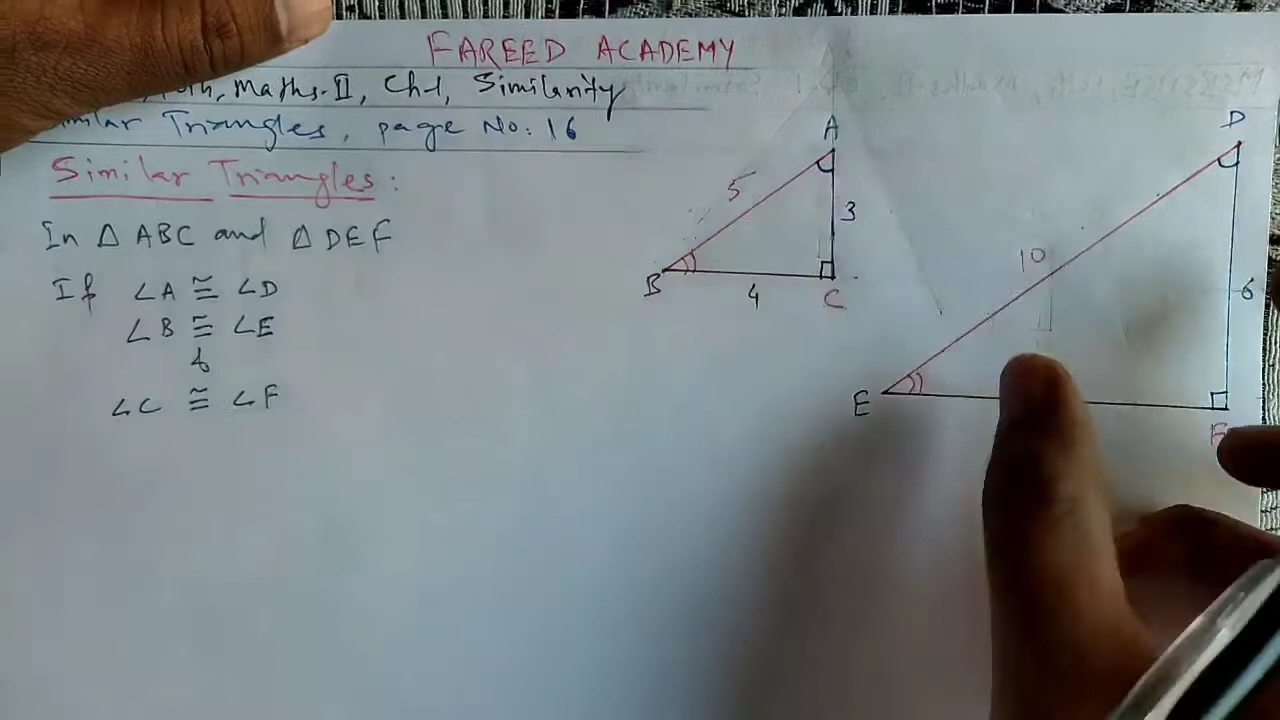 FAREED ACADEMY
Maths-II, Ch-1, Similarity
Triangles, page No: 16
Similar Triangles:
In △ ABC and △ DEF
If ∠A ≅ ∠D
∠B ≅ ∠E
&
∠C ≅ ∠F
A
5
3
B
4
C
D
10
6
E
F